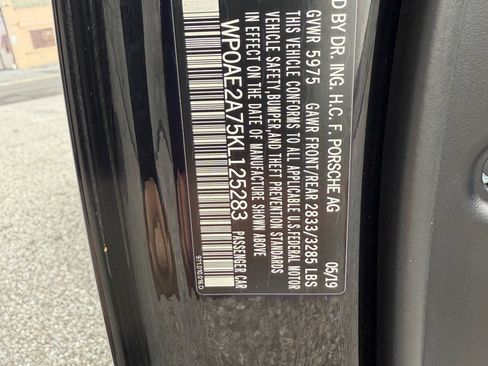 D BY DR. ING. H.C. F. PORSCHE AG
05/19
GVWR 5975 GAWR FRONT/REAR 2833/3285 LBS
THIS VEHICLE CONFORMS TO ALL APPLICABLE U.S.FEDERAL MOTOR
VEHICLE SAFETY,BUMPER,AND THEFT PREVENTION STANDARDS
IN EFFECT ON THE DATE OF MANUFACTURE SHOWN ABOVE
WP0AE2A75KL125283 PASSENGER CAR